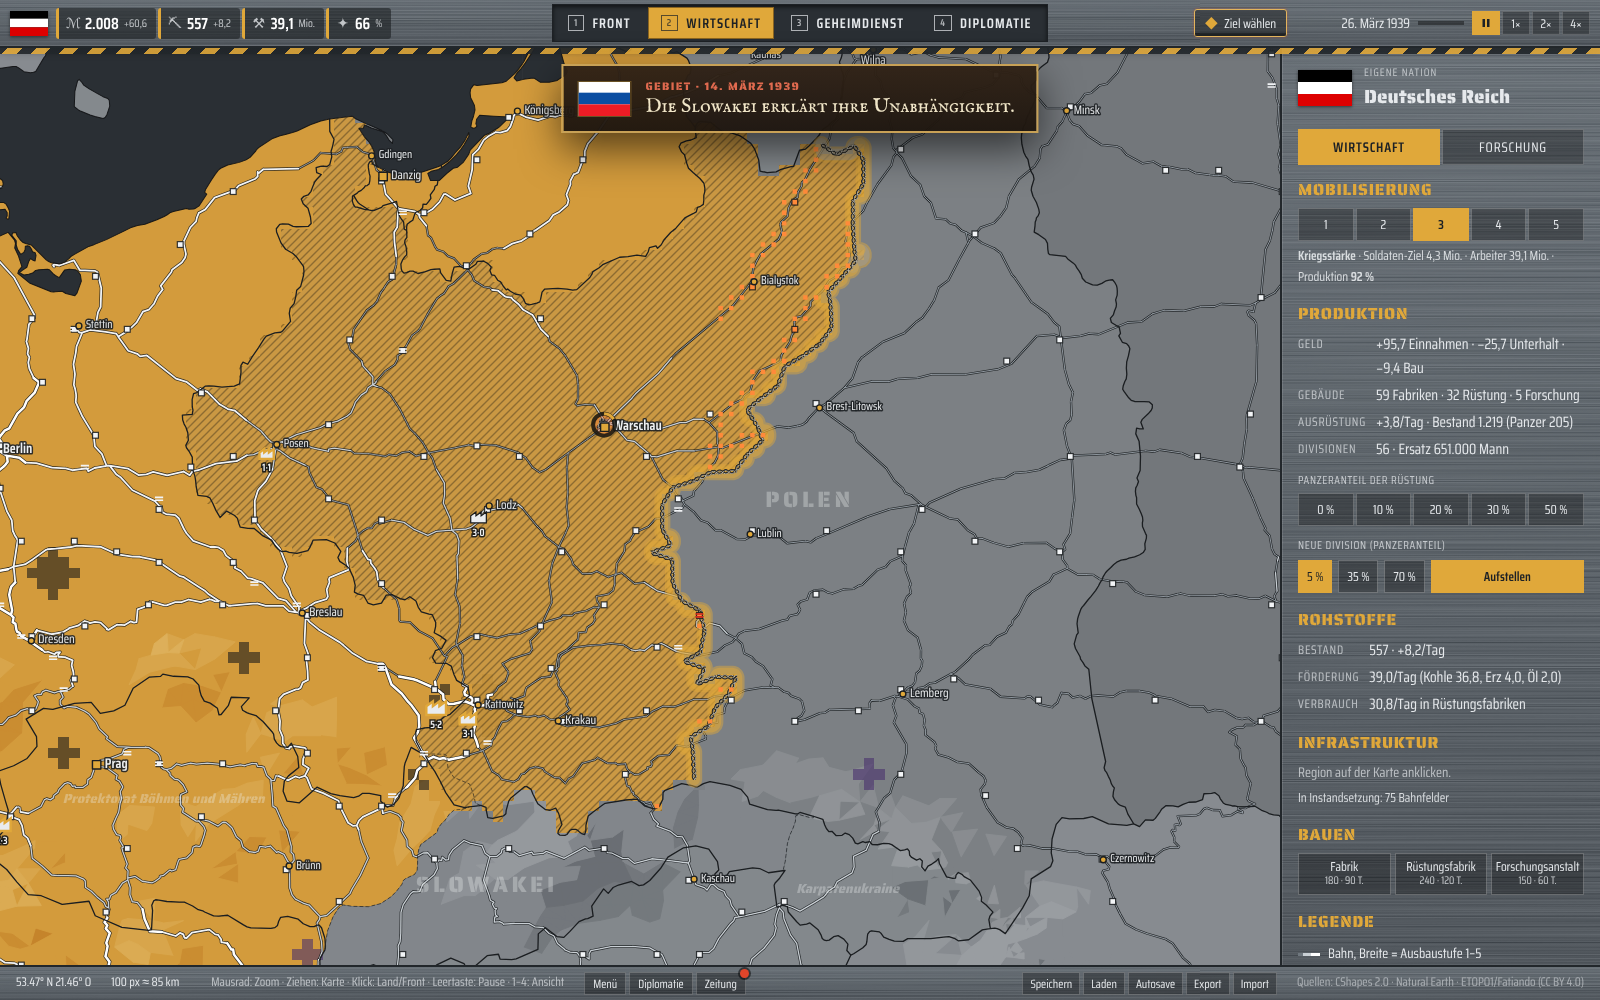 ℳ 2.008 +60,6
557 +8,2
39,1 Mio.
66 %
1 FRONT
2 WIRTSCHAFT
3 GEHEIMDIENST
4 DIPLOMATIE
Ziel wählen
26. März 1939
1×
2×
4×
GEBIET · 14. MÄRZ 1939
Die Slowakei erklärt ihre Unabhängigkeit.
Kaunas
Wilna
Königsb
Minsk
Gdingen
Danzig
Bialystok
Stettin
Warschau
Brest-Litowsk
Berlin
Posen
1·1
POLEN
Lodz
3·0
Lublin
Breslau
Dresden
Kattowitz
5·2
3·1
Krakau
Lemberg
Prag
Protektorat Böhmen und Mähren
·3
Brünn
SLOWAKEI
Kaschau
Karpatenukraine
Czernowitz
EIGENE NATION
Deutsches Reich
WIRTSCHAFT
FORSCHUNG
MOBILISIERUNG
1 2 3 4 5
Kriegsstärke · Soldaten-Ziel 4,3 Mio. · Arbeiter 39,1 Mio. ·
Produktion 92 %
PRODUKTION
GELD +95,7 Einnahmen · −25,7 Unterhalt ·
−9,4 Bau
GEBÄUDE 59 Fabriken · 32 Rüstung · 5 Forschung
AUSRÜSTUNG +3,8/Tag · Bestand 1.219 (Panzer 205)
DIVISIONEN 56 · Ersatz 651.000 Mann
PANZERANTEIL DER RÜSTUNG
0 % 10 % 20 % 30 % 50 %
NEUE DIVISION (PANZERANTEIL)
5 % 35 % 70 % Aufstellen
ROHSTOFFE
BESTAND 557 · +8,2/Tag
FÖRDERUNG 39,0/Tag (Kohle 36,8, Erz 4,0, Öl 2,0)
VERBRAUCH 30,8/Tag in Rüstungsfabriken
INFRASTRUKTUR
Region auf der Karte anklicken.
In Instandsetzung: 75 Bahnfelder
BAUEN
Fabrik
180 · 90 T.
Rüstungsfabrik
240 · 120 T.
Forschungsanstalt
150 · 60 T.
LEGENDE
Bahn, Breite = Ausbaustufe 1–5
53.47° N 21.46° O
100 px ≈ 85 km
Mausrad: Zoom · Ziehen: Karte · Klick: Land/Front · Leertaste: Pause · 1–4: Ansicht
Menü
Diplomatie
Zeitung
Speichern
Laden
Autosave
Export
Import
Quellen: CShapes 2.0 · Natural Earth · ETOPO1/Fatiando (CC BY 4.0)